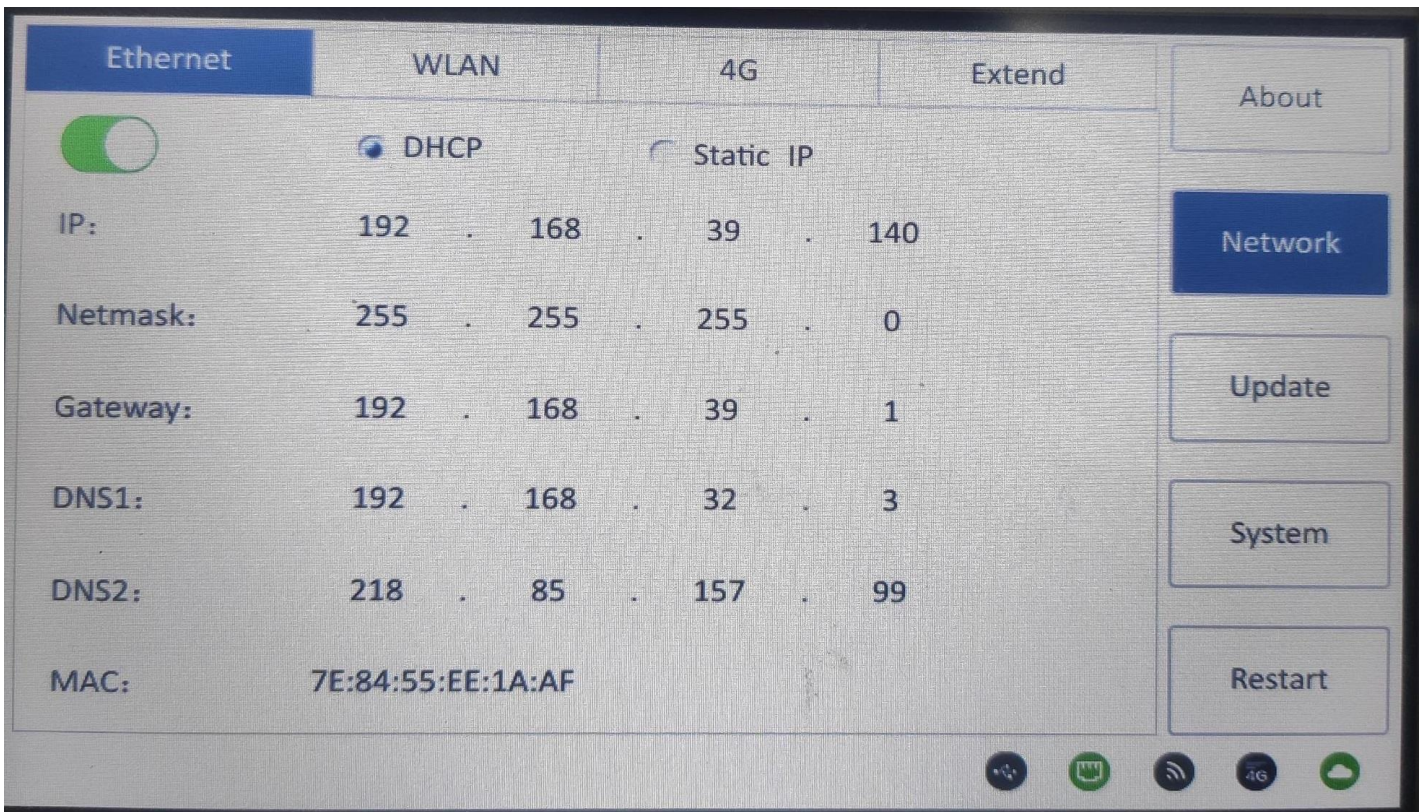 Ethernet WLAN 4G Extend About
DHCP Static IP
IP: 192 . 168 . 39 . 140 Network
Netmask: 255 . 255 . 255 . 0
Gateway: 192 . 168 . 39 . 1 Update
DNS1: 192 . 168 . 32 . 3 System
DNS2: 218 . 85 . 157 . 99
MAC: 7E:84:55:EE:1A:AF Restart
4G